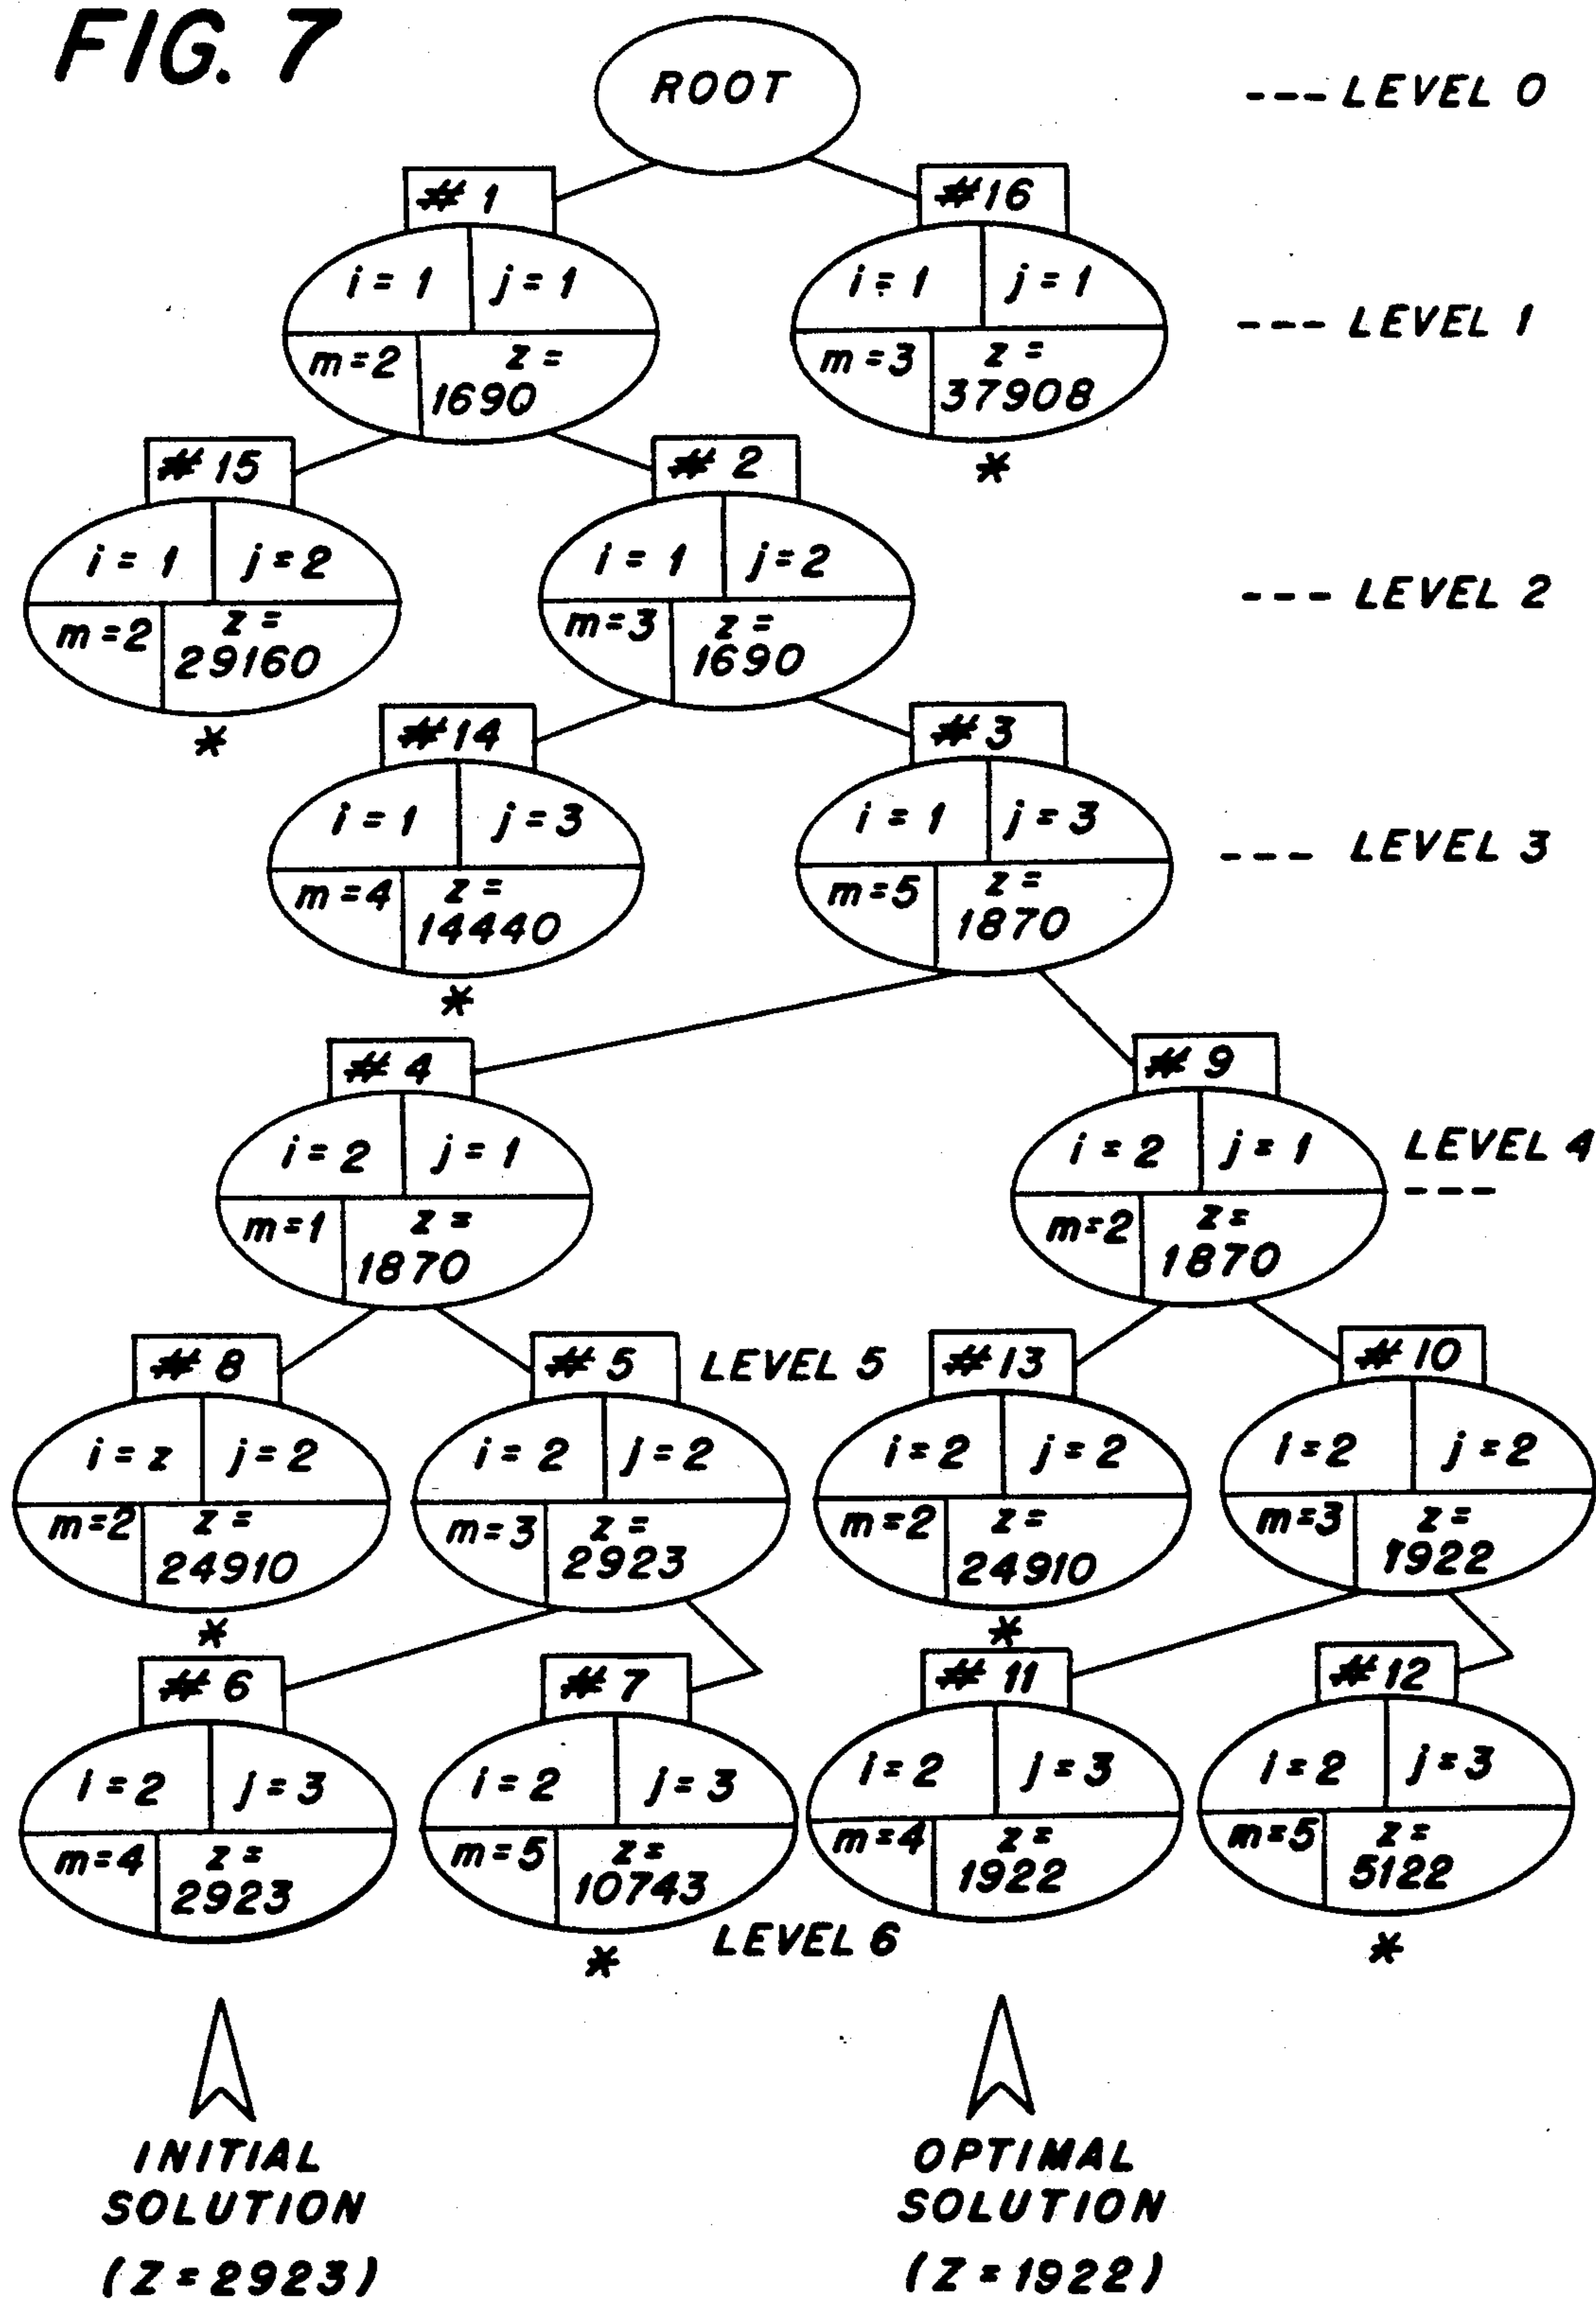 FIG. 7
ROOT
--- LEVEL 0
# 1
i = 1 j = 1
m = 2 z =
1690
# 16
i = 1 j = 1
m = 3 z =
37908
*
--- LEVEL 1
# 15
i = 1 j = 2
m = 2 z =
29160
*
# 2
i = 1 j = 2
m = 3 z =
1690
--- LEVEL 2
# 14
i = 1 j = 3
m = 4 z =
14440
*
# 3
i = 1 j = 3
m = 5 z =
1870
--- LEVEL 3
# 4
i = 2 j = 1
m = 1 z =
1870
# 9
i = 2 j = 1
m = 2 z =
1870
LEVEL 4
---
# 8
i = z j = 2
m = 2 z =
24910
*
# 5
i = 2 j = 2
m = 3 z =
2923
LEVEL 5
# 13
i = 2 j = 2
m = 2 z =
24910
*
# 10
i = 2 j = 2
m = 3 z =
1922
# 6
i = 2 j = 3
m = 4 z =
2923
# 7
i = 2 j = 3
m = 5 z =
10743
*
LEVEL 6
# 11
i = 2 j = 3
m = 4 z =
1922
# 12
i = 2 j = 3
m = 5 z =
5122
*
INITIAL
SOLUTION
(Z = 2923)
OPTIMAL
SOLUTION
(Z = 1922)